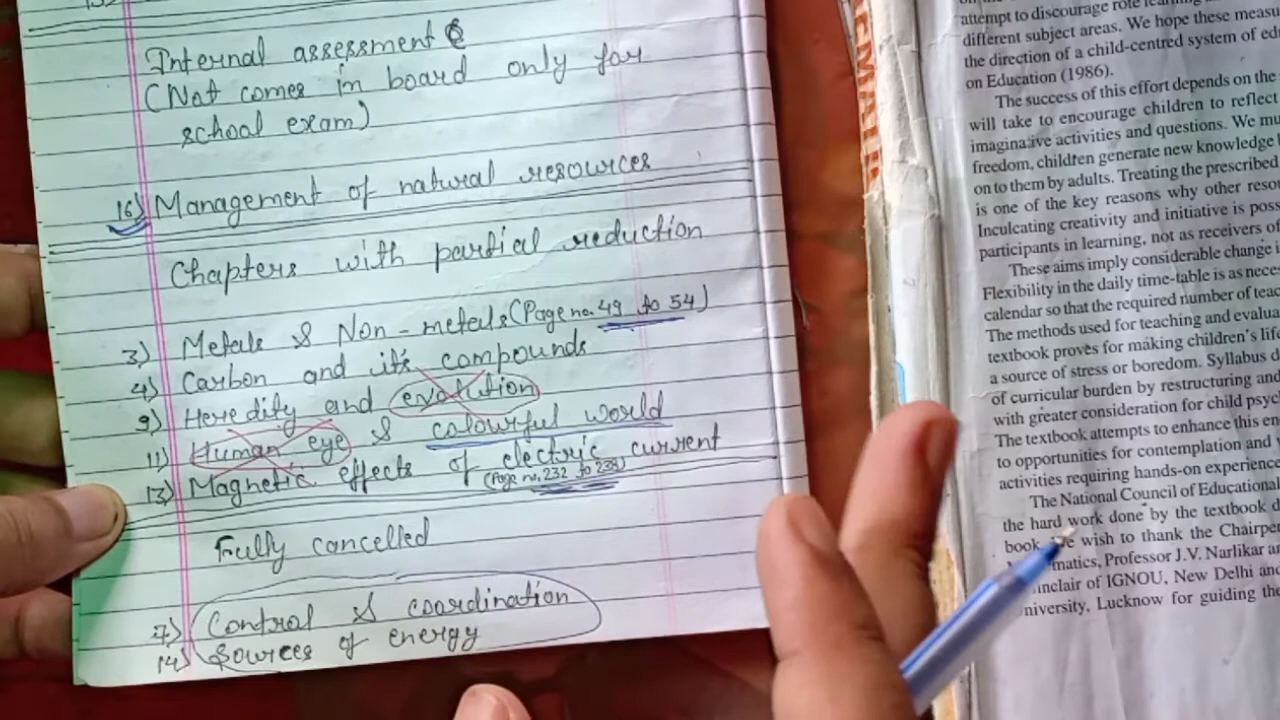 Internal assessment
(Not comes in board only for
school exam)
16) Management of natural resources
Chapters with partial reduction
3) Metals & Non-metals (Page no. 49 to 54)
4) Carbon and it's compounds
9) Heredity and evolution
11) Human eye & colourful world
13) Magnetic effects of electric current
(Page no, 232 to 238)
Fully cancelled
7) Control & coordination
14) Sources of energy
attempt to discourage rote
different subject areas. We hope these measu
the direction of a child-centred system of ed
on Education (1986).
The success of this effort depends on the
will take to encourage children to reflect
imaginative activities and questions. We mu
freedom, children generate new knowledge
on to them by adults. Treating the prescribed
is one of the key reasons why other reso
Inculcating creativity and initiative is poss
participants in learning, not as receivers of
These aims imply considerable change
Flexibility in the daily time-table is as nece
calendar so that the required number of teac
The methods used for teaching and evalua
textbook proves for making children's life
a source of stress or boredom. Syllabus d
of curricular burden by restructuring and
with greater consideration for child psyc
The textbook attempts to enhance this en
to opportunities for contemplation and
activities requiring hands-on experience
The National Council of Educational
the hard work done by the textbook d
book. We wish to thank the Chairpe
matics, Professor J.V. Narlikar a
inclair of IGNOU, New Delhi and
niversity, Lucknow for guiding the